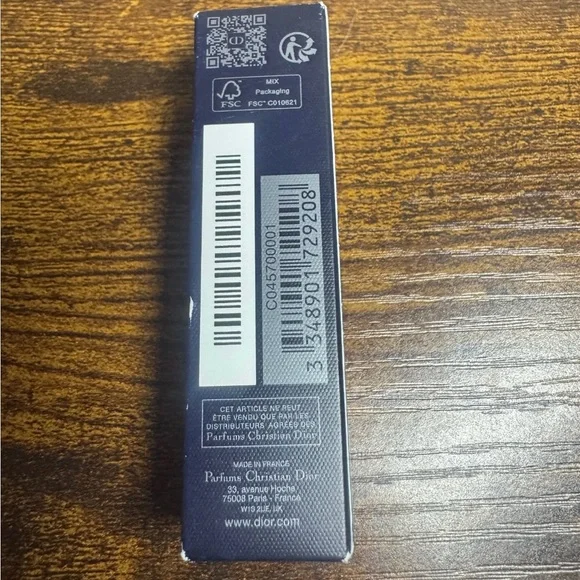 MIX
Packaging
FSC™ C010621
FSC
C045700001
3 348901 729208
CET ARTICLE NE PEUT
ÊTRE VENDU QUE PAR LES
DISTRIBUTEURS AGRÉÉS DES
Parfums Christian Dior
MADE IN FRANCE
Parfums Christian Dior
33, avenue Hoche,
75008 Paris - France
W1S 2UE, UK
www.dior.com